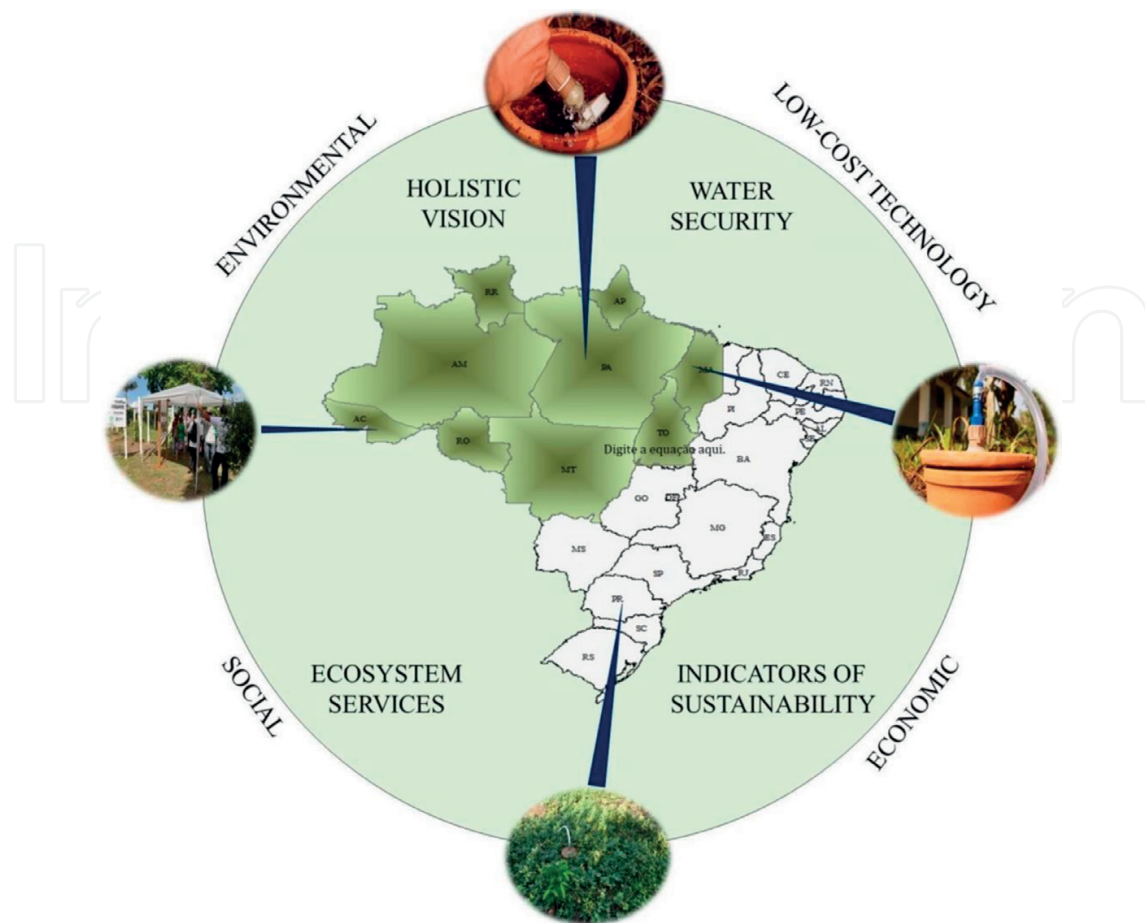 ENVIRONMENTAL
LOW-COST TECHNOLOGY
HOLISTIC
VISION
WATER
SECURITY
RR
AP
AM
PA
MA
CE
RN
PI
PE
AC
RO
TO
Digite a equação aqui.
BA
MT
GO
DF
MG
ES
MS
SP
RJ
PR
SC
RS
SOCIAL
ECOSYSTEM
SERVICES
INDICATORS OF
SUSTAINABILITY
ECONOMIC